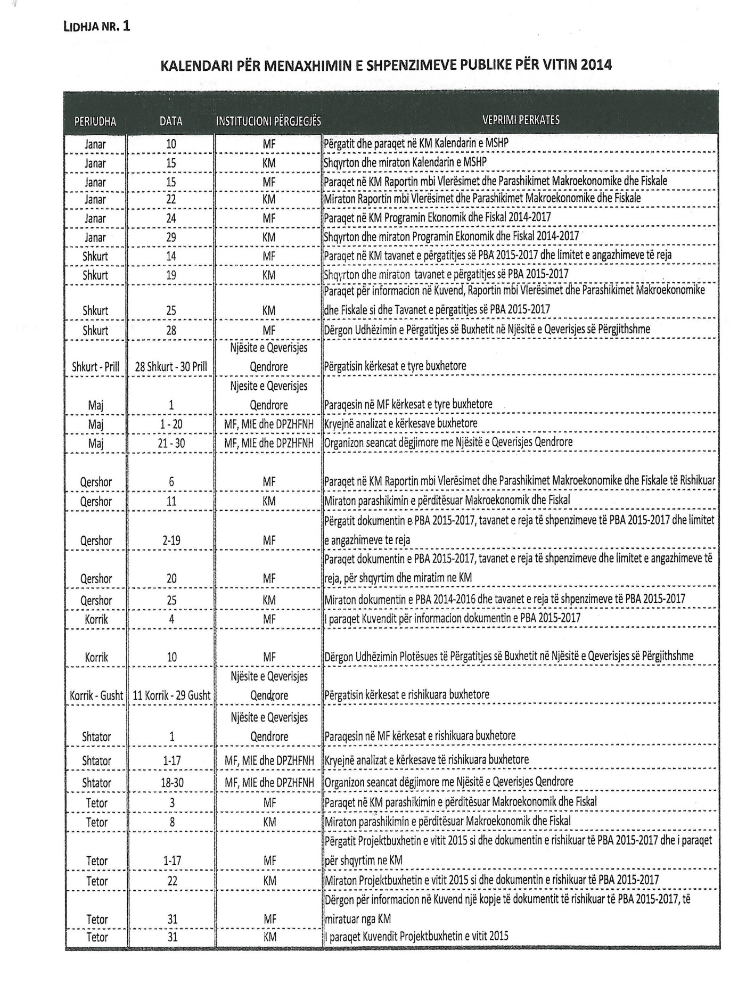 LIDHJA NR. 1
KALENDARI PËR MENAXHIMIN E SHPENZIMEVE PUBLIKE PËR VITIN 2014
PERIUDHA DATA INSTITUCIONI PËRGJEGJËS VEPRIMI PERKATES
Janar 10 MF Përgatit dhe paraqet në KM Kalendarin e MSHP
Janar 15 KM Shqyrton dhe miraton Kalendarin e MSHP
Janar 15 MF Paraqet në KM Raportin mbi Vlerësimet dhe Parashikimet Makroekonomike dhe Fiskale
Janar 22 KM Miraton Raportin mbi Vlerësimet dhe Parashikimet Makroekonomike dhe Fiskale
Janar 24 MF Paraqet në KM Programin Ekonomik dhe Fiskal 2014-2017
Janar 29 KM Shqyrton dhe miraton Programin Ekonomik dhe Fiskal 2014-2017
Shkurt 14 MF Paraqet në KM tavanet e përgatitjes së PBA 2015-2017 dhe limitet e angazhimeve të reja
Shkurt 19 KM Shqyrton dhe miraton tavanet e përgatitjes së PBA 2015-2017
Paraqet për informacion në Kuvend, Raportin mbi Vlerësimet dhe Parashikimet Makroekonomike
Shkurt 25 KM dhe Fiskale si dhe Tavanet e përgatitjes së PBA 2015-2017
Shkurt 28 MF Dërgon Udhëzimin e Përgatitjes së Buxhetit në Njësitë e Qeverisjes së Përgjithshme
Njësite e Qeverisjes
Shkurt - Prill 28 Shkurt - 30 Prill Qendrore Përgatisin kërkesat e tyre buxhetore
Njesite e Qeverisjes
Maj 1 Qendrore Paraqesin në MF kërkesat e tyre buxhetore
Maj 1 - 20 MF, MIE dhe DPZHFNH Kryejnë analizat e kërkesave buxhetore
Maj 21 - 30 MF, MIE dhe DPZHFNH Organizon seancat dëgjimore me Njësitë e Qeverisjes Qendrore
Qershor 6 MF Paraqet në KM Raportin mbi Vlerësimet dhe Parashikimet Makroekonomike dhe Fiskale të Rishikuar
Qershor 11 KM Miraton parashikimin e përditësuar Makroekonomik dhe Fiskal
Përgatit dokumentin e PBA 2015-2017, tavanet e reja të shpenzimeve të PBA 2015-2017 dhe limitet
Qershor 2-19 MF e angazhimeve te reja
Paraqet dokumentin e PBA 2015-2017, tavanet e reja të shpenzimeve dhe limitet e angazhimeve të
Qershor 20 MF reja, për shqyrtim dhe miratim ne KM
Qershor 25 KM Miraton dokumentin e PBA 2014-2016 dhe tavanet e reja të shpenzimeve të PBA 2015-2017
Korrik 4 MF I paraqet Kuvendit për informacion dokumentin e PBA 2015-2017
Korrik 10 MF Dërgon Udhëzimin Plotësues të Përgatitjes së Buxhetit në Njësitë e Qeverisjes së Përgjithshme
Njësite e Qeverisjes
Korrik - Gusht 11 Korrik - 29 Gusht Qendrore Përgatisin kërkesat e rishikuara buxhetore
Njësite e Qeverisjes
Shtator 1 Qendrore Paraqesin në MF kërkesat e rishikuara buxhetore
Shtator 1-17 MF, MIE dhe DPZHFNH Kryejnë analizat e kërkesave të rishikuara buxhetore
Shtator 18-30 MF, MIE dhe DPZHFNH Organizon seancat dëgjimore me Njësitë e Qeverisjes Qendrore
Tetor 3 MF Paraqet në KM parashikimin e përditësuar Makroekonomik dhe Fiskal
Tetor 8 KM Miraton parashikimin e përditësuar Makroekonomik dhe Fiskal
Përgatit Projektbuxhetin e vitit 2015 si dhe dokumentin e rishikuar të PBA 2015-2017 dhe i paraqet
Tetor 1-17 MF për shqyrtim ne KM
Tetor 22 KM Miraton Projektbuxhetin e vitit 2015 si dhe dokumentin e rishikuar të PBA 2015-2017
Dërgon për informacion në Kuvend një kopje të dokumentit të rishikuar të PBA 2015-2017, të
Tetor 31 MF miratuar nga KM
Tetor 31 KM I paraqet Kuvendit Projektbuxhetin e vitit 2015